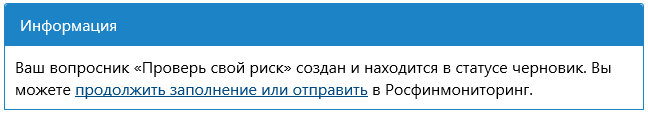 Информация
Ваш вопросник «Проверь свой риск» создан и находится в статусе черновик. Вы
можете продолжить заполнение или отправить в Росфинмониторинг.